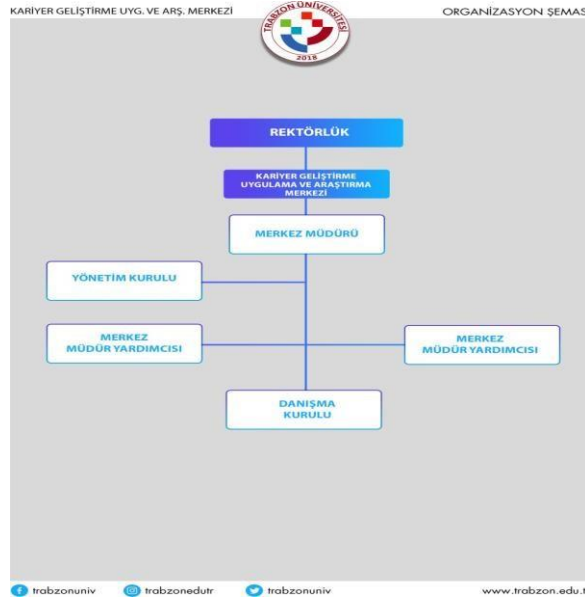 KARİYER GELİŞTİRME UYG. VE ARŞ. MERKEZİ
ORGANİZASYON ŞEMAS
TRABZON ÜNİVERSİTESİ
2018
REKTÖRLÜK
KARİYER GELİŞTİRME
UYGULAMA VE ARAŞTIRMA
MERKEZİ
MERKEZ MÜDÜRÜ
YÖNETİM KURULU
MERKEZ
MÜDÜR YARDIMCISI
MERKEZ
MÜDÜR YARDIMCISI
DANIŞMA
KURULU
trabzonuniv
trabzonedutr
trabzonuniv
www.trabzon.edu.t